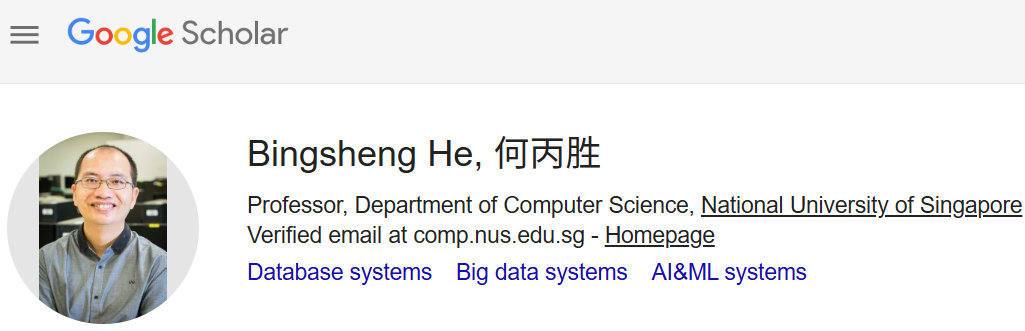 Google Scholar
Bingsheng He, 何丙胜
Professor, Department of Computer Science, National University of Singapore
Verified email at comp.nus.edu.sg - Homepage
Database systems Big data systems AI&ML systems